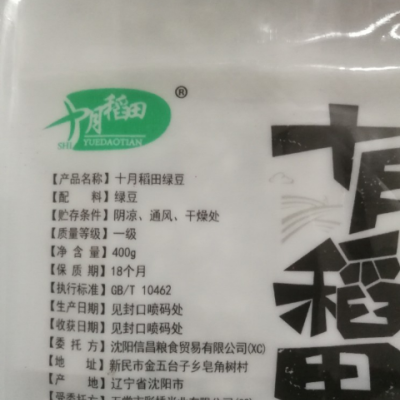 十月稻田®
SHI YUEDAOTIAN
十月
稻田
【产品名称】十月稻田绿豆
【配 料】绿豆
【贮存条件】阴凉、通风、干燥处
【质量等级】一级
【净 含 量】400g
【保 质 期】18个月
【执行标准】GB/T 10462
【生产日期】见封口喷码处
【收获日期】见封口喷码处
【委 托 方】沈阳信昌粮食贸易有限公司(XC)
【地 址】新民市金五台子乡皂角树村
【产 地】辽宁省沈阳市